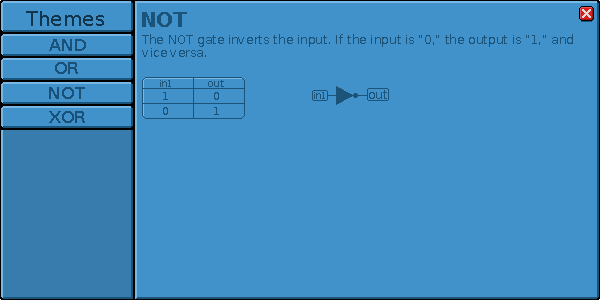 Themes
AND
OR
NOT
XOR
NOT
The NOT gate inverts the input. If the input is "0," the output is "1," and
vice versa.
in1 out
1 0
0 1
in1 out